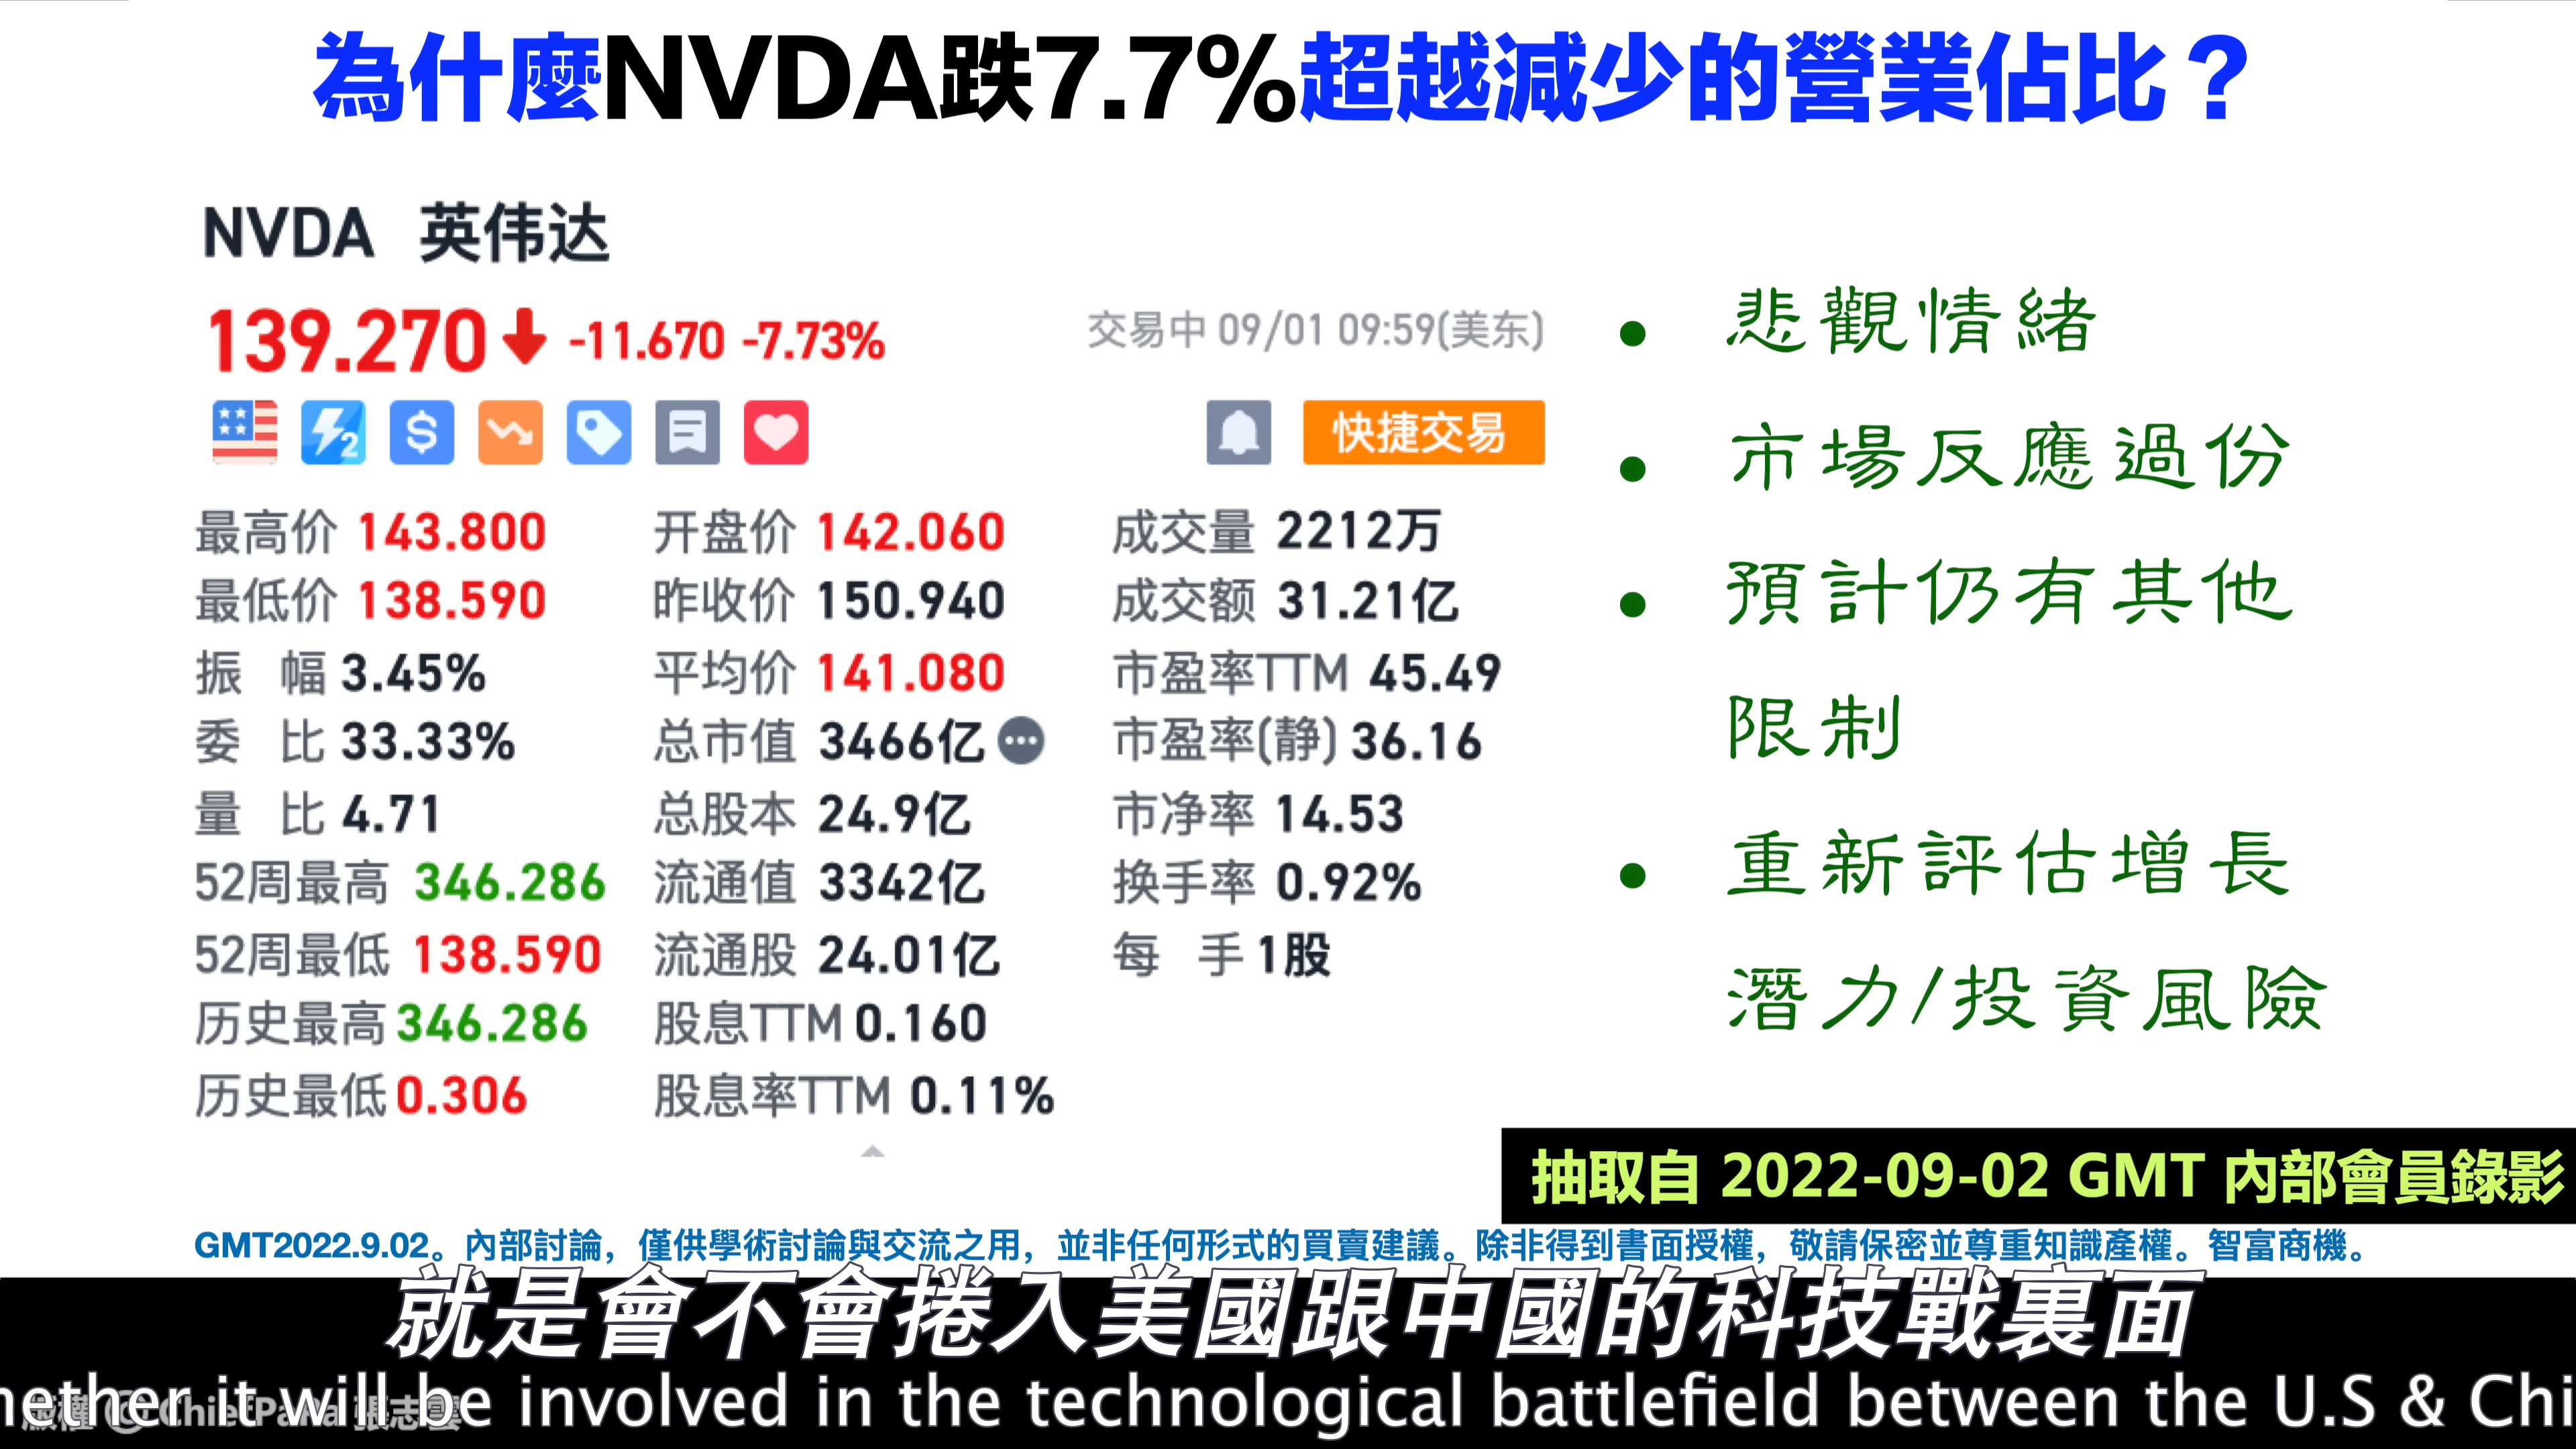 為什麼NVDA跌7.7%超越減少的營業佔比？
NVDA 英伟达
139.270 -11.670 -7.73% 交易中 09/01 09:59(美东)
2 $ 快捷交易
最高价 143.800 开盘价 142.060 成交量 2212万
最低价 138.590 昨收价 150.940 成交额 31.21亿
振 幅 3.45% 平均价 141.080 市盈率TTM 45.49
委 比 33.33% 总市值 3466亿 市盈率(静) 36.16
量 比 4.71 总股本 24.9亿 市净率 14.53
52周最高 346.286 流通值 3342亿 换手率 0.92%
52周最低 138.590 流通股 24.01亿 每 手 1股
历史最高 346.286 股息TTM 0.160
历史最低 0.306 股息率TTM 0.11%
• 悲觀情緒
• 市場反應過份
• 預計仍有其他
限制
• 重新評估增長
潛力/投資風險
抽取自 2022-09-02 GMT 內部會員錄影
GMT2022.9.02。內部討論，僅供學術討論與交流之用，並非任何形式的買賣建議。除非得到書面授權，敬請保密並尊重知識產權。智富商機。
就是會不會捲入美國跟中國的科技戰裏面
hether it will be involved in the technological battlefield between the U.S & Chi
版權 © ChiefPaPa 張志雲